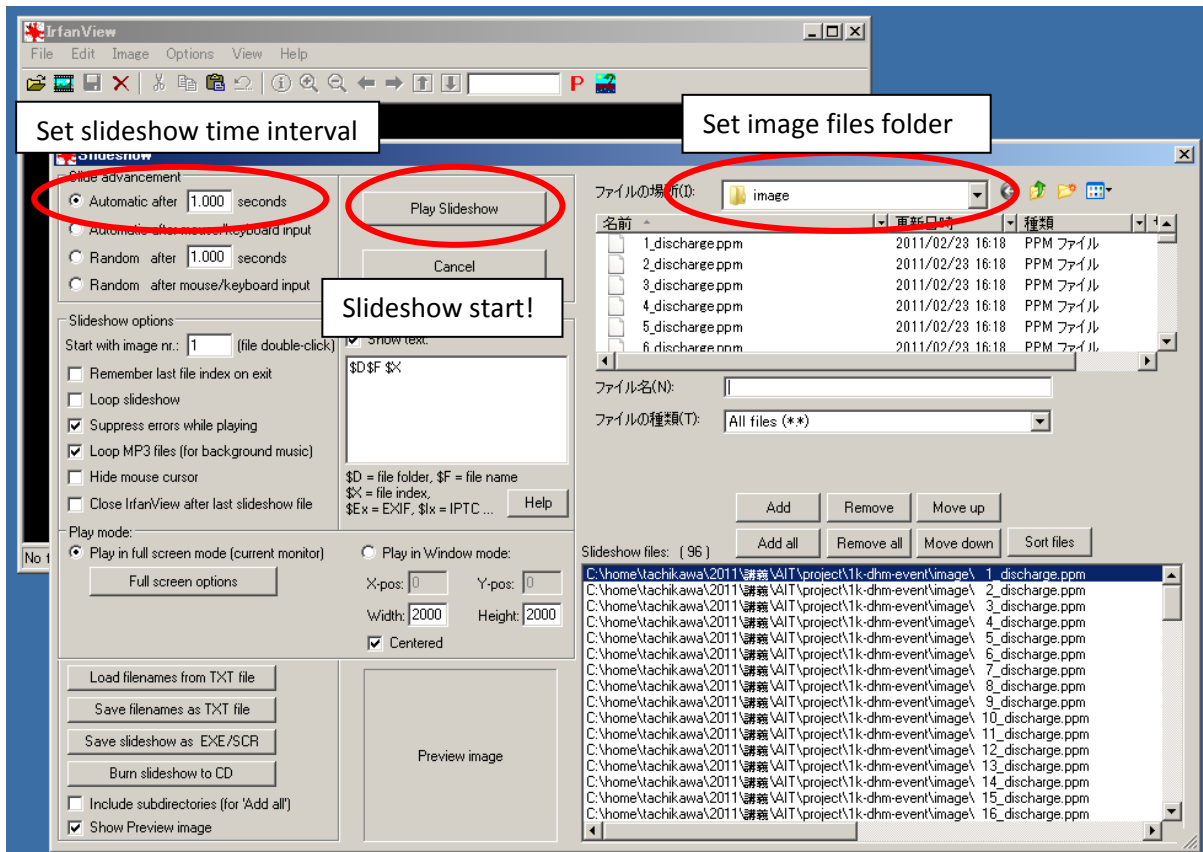 IrfanView
File Edit Image Options View Help
P
Set slideshow time interval
Set image files folder
Slideshow
Slide advancement
Automatic after 1.000 seconds
Automatic after mouse/keyboard input
Random after 1.000 seconds
Random after mouse/keyboard input
Play Slideshow
Cancel
Slideshow start!
Slideshow options
Start with image nr.: 1 (file double-click)
Remember last file index on exit
Loop slideshow
Suppress errors while playing
Loop MP3 files (for background music)
Hide mouse cursor
Close IrfanView after last slideshow file
Show text:
$D$F $X
$D = file folder, $F = file name
$X = file index,
$Ex = EXIF, $Ix = IPTC ...
Help
Play mode:
Play in full screen mode (current monitor)
Full screen options
Play in Window mode:
X-pos: 0 Y-pos: 0
Width: 2000 Height: 2000
Centered
Load filenames from TXT file
Save filenames as TXT file
Save slideshow as EXE/SCR
Burn slideshow to CD
Include subdirectories (for 'Add all')
Show Preview image
Preview image
ファイルの場所(I): image
名前 更新日時 種類
1_discharge.ppm 2011/02/23 16:18 PPM ファイル
2_discharge.ppm 2011/02/23 16:18 PPM ファイル
3_discharge.ppm 2011/02/23 16:18 PPM ファイル
4_discharge.ppm 2011/02/23 16:18 PPM ファイル
5_discharge.ppm 2011/02/23 16:18 PPM ファイル
6_discharge.ppm 2011/02/23 16:18 PPM ファイル
ファイル名(N):
ファイルの種類(T): All files (*.*)
Add Remove Move up
Add all Remove all Move down Sort files
Slideshow files: ( 96 )
C:\home\tachikawa\2011\講義\AIT\project\1k-dhm-event\image\ 1_discharge.ppm
C:\home\tachikawa\2011\講義\AIT\project\1k-dhm-event\image\ 2_discharge.ppm
C:\home\tachikawa\2011\講義\AIT\project\1k-dhm-event\image\ 3_discharge.ppm
C:\home\tachikawa\2011\講義\AIT\project\1k-dhm-event\image\ 4_discharge.ppm
C:\home\tachikawa\2011\講義\AIT\project\1k-dhm-event\image\ 5_discharge.ppm
C:\home\tachikawa\2011\講義\AIT\project\1k-dhm-event\image\ 6_discharge.ppm
C:\home\tachikawa\2011\講義\AIT\project\1k-dhm-event\image\ 7_discharge.ppm
C:\home\tachikawa\2011\講義\AIT\project\1k-dhm-event\image\ 8_discharge.ppm
C:\home\tachikawa\2011\講義\AIT\project\1k-dhm-event\image\ 9_discharge.ppm
C:\home\tachikawa\2011\講義\AIT\project\1k-dhm-event\image\ 10_discharge.ppm
C:\home\tachikawa\2011\講義\AIT\project\1k-dhm-event\image\ 11_discharge.ppm
C:\home\tachikawa\2011\講義\AIT\project\1k-dhm-event\image\ 12_discharge.ppm
C:\home\tachikawa\2011\講義\AIT\project\1k-dhm-event\image\ 13_discharge.ppm
C:\home\tachikawa\2011\講義\AIT\project\1k-dhm-event\image\ 14_discharge.ppm
C:\home\tachikawa\2011\講義\AIT\project\1k-dhm-event\image\ 15_discharge.ppm
C:\home\tachikawa\2011\講義\AIT\project\1k-dhm-event\image\ 16_discharge.ppm